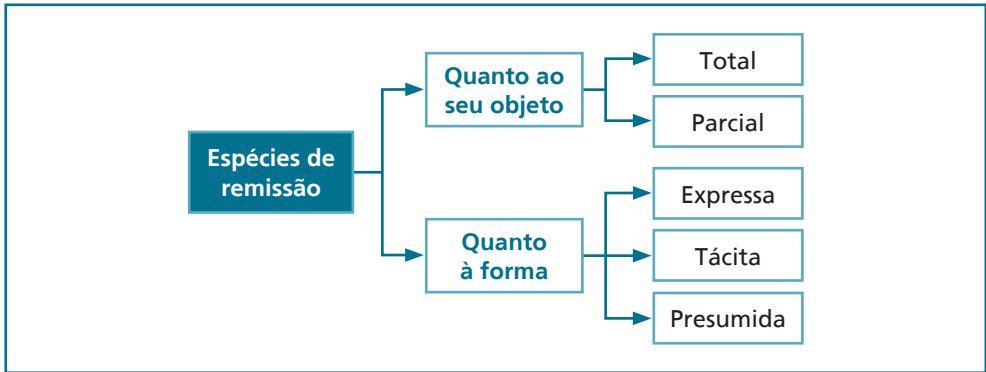 Espécies de
remissão
Quanto ao
seu objeto
Total
Parcial
Quanto
à forma
Expressa
Tácita
Presumida